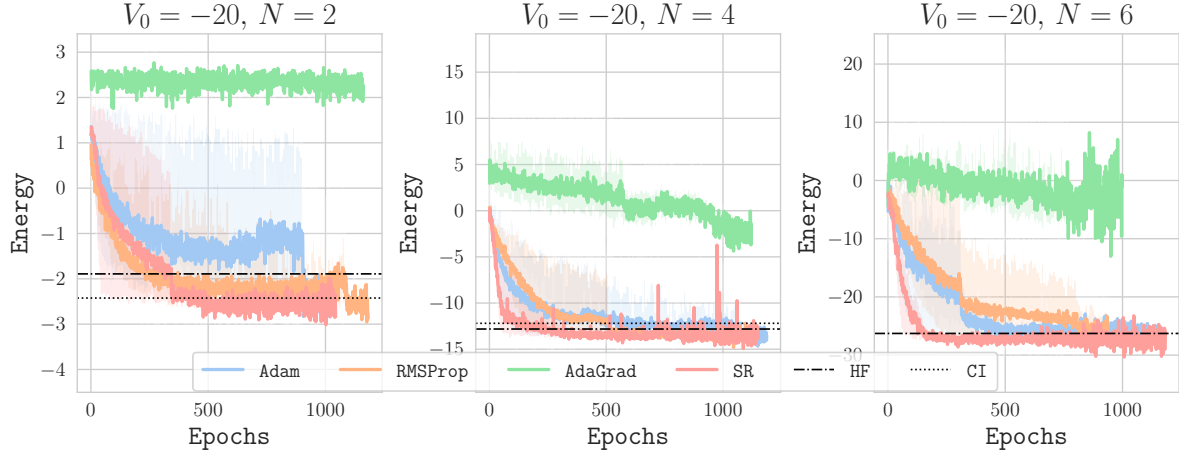 V₀ = −20, N = 2
V₀ = −20, N = 4
V₀ = −20, N = 6
Energy
3
2
1
0
−1
−2
−3
−4
0
500
1000
Epochs
Energy
15
10
5
0
−5
−10
−15
0
500
1000
Epochs
Energy
20
10
0
−10
−20
−30
0
500
1000
Epochs
Adam
RMSProp
AdaGrad
SR
HF
CI